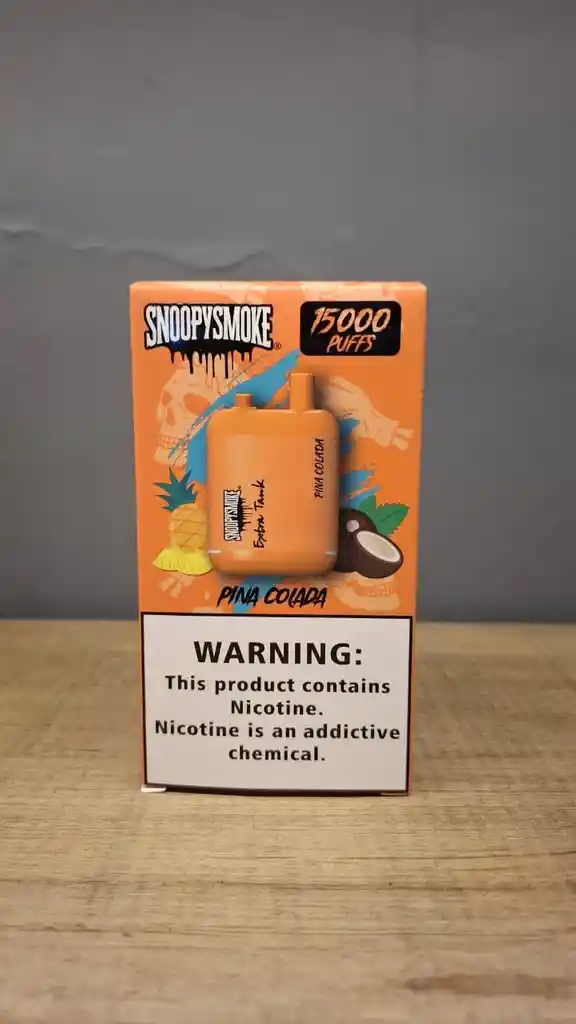 SNOOPYSMOKE®
15000
PUFFS
PINA COLADA
SNOOPYSMOKE
Extra Tank
PINA COLADA
WARNING:
This product contains
Nicotine.
Nicotine is an addictive
chemical.